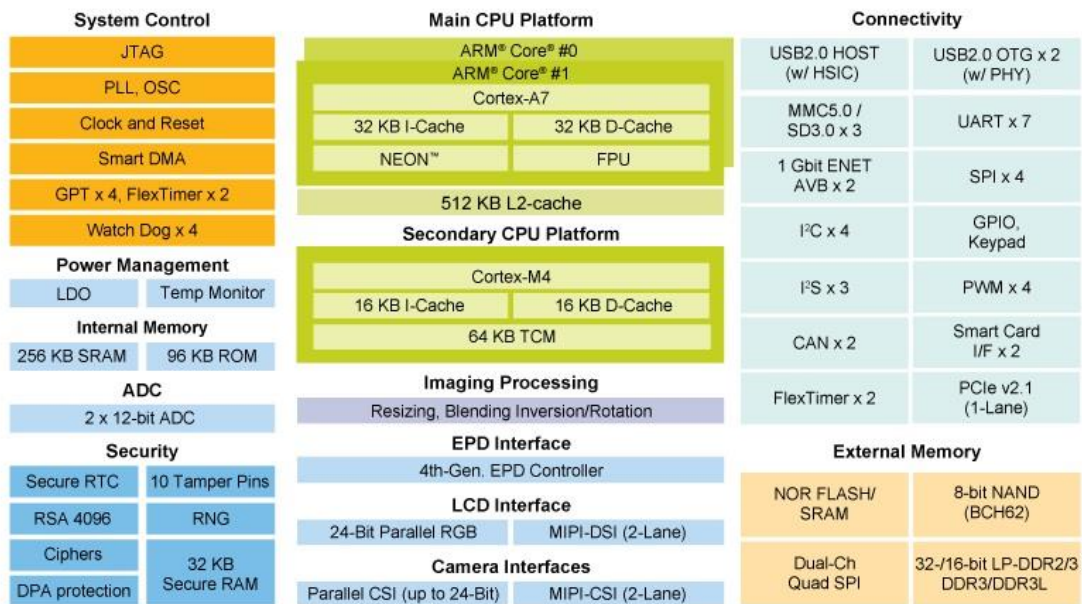 System Control
JTAG
PLL, OSC
Clock and Reset
Smart DMA
GPT x 4, FlexTimer x 2
Watch Dog x 4
Power Management
LDO
Temp Monitor
Internal Memory
256 KB SRAM
96 KB ROM
ADC
2 x 12-bit ADC
Security
Secure RTC
10 Tamper Pins
RSA 4096
RNG
Ciphers
32 KB
Secure RAM
DPA protection
Main CPU Platform
ARM® Core® #0
ARM® Core® #1
Cortex-A7
32 KB I-Cache
32 KB D-Cache
NEON™
FPU
512 KB L2-cache
Secondary CPU Platform
Cortex-M4
16 KB I-Cache
16 KB D-Cache
64 KB TCM
Imaging Processing
Resizing, Blending Inversion/Rotation
EPD Interface
4th-Gen. EPD Controller
LCD Interface
24-Bit Parallel RGB
MIPI-DSI (2-Lane)
Camera Interfaces
Parallel CSI (up to 24-Bit)
MIPI-CSI (2-Lane)
Connectivity
USB2.0 HOST
(w/ HSIC)
USB2.0 OTG x 2
(w/ PHY)
MMC5.0 /
SD3.0 x 3
UART x 7
1 Gbit ENET
AVB x 2
SPI x 4
I²C x 4
GPIO,
Keypad
I²S x 3
PWM x 4
CAN x 2
Smart Card
I/F x 2
FlexTimer x 2
PCIe v2.1
(1-Lane)
External Memory
NOR FLASH/
SRAM
8-bit NAND
(BCH62)
Dual-Ch
Quad SPI
32-/16-bit LP-DDR2/3
DDR3/DDR3L